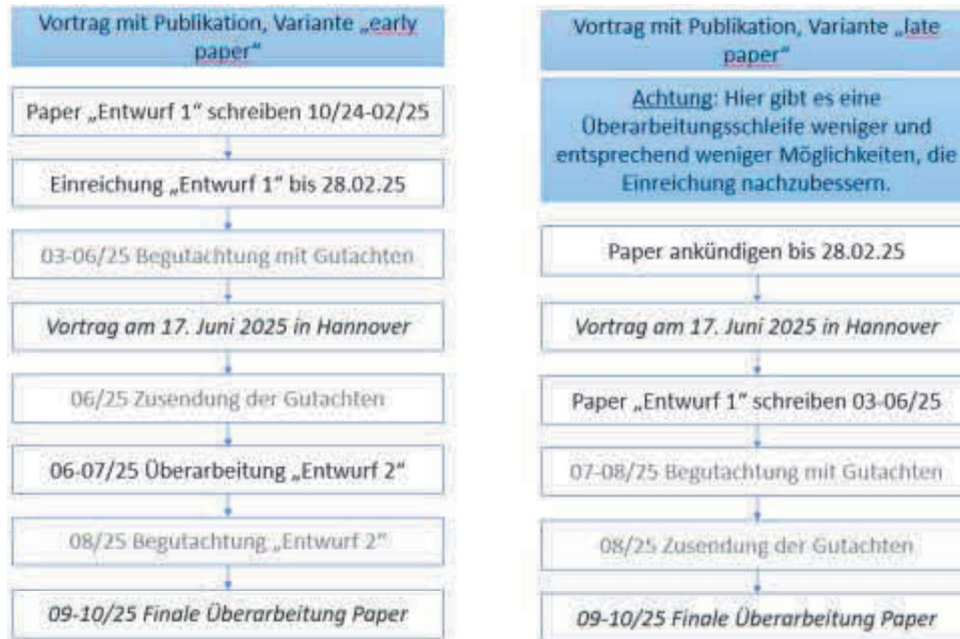 Vortrag mit Publikation, Variante „early
paper“
Paper „Entwurf 1“ schreiben 10/24-02/25
Einreichung „Entwurf 1“ bis 28.02.25
03-06/25 Begutachtung mit Gutachten
Vortrag am 17. Juni 2025 in Hannover
06/25 Zusendung der Gutachten
06-07/25 Überarbeitung „Entwurf 2“
08/25 Begutachtung „Entwurf 2“
09-10/25 Finale Überarbeitung Paper
Vortrag mit Publikation, Variante „late
paper“
Achtung: Hier gibt es eine
Überarbeitungsschleife weniger und
entsprechend weniger Möglichkeiten, die
Einreichung nachzubessern.
Paper ankündigen bis 28.02.25
Vortrag am 17. Juni 2025 in Hannover
Paper „Entwurf 1“ schreiben 03-06/25
07-08/25 Begutachtung mit Gutachten
08/25 Zusendung der Gutachten
09-10/25 Finale Überarbeitung Paper